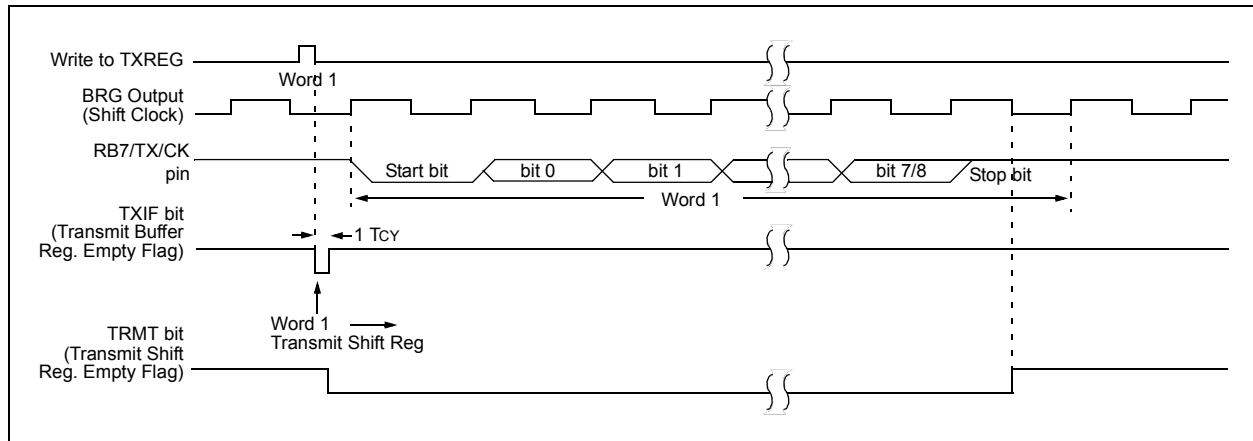 Write to TXREG
Word 1
BRG Output
(Shift Clock)
RB7/TX/CK
pin
Start bit
bit 0
bit 1
bit 7/8
Stop bit
Word 1
TXIF bit
(Transmit Buffer
Reg. Empty Flag)
1 TCY
Word 1
Transmit Shift Reg
TRMT bit
(Transmit Shift
Reg. Empty Flag)